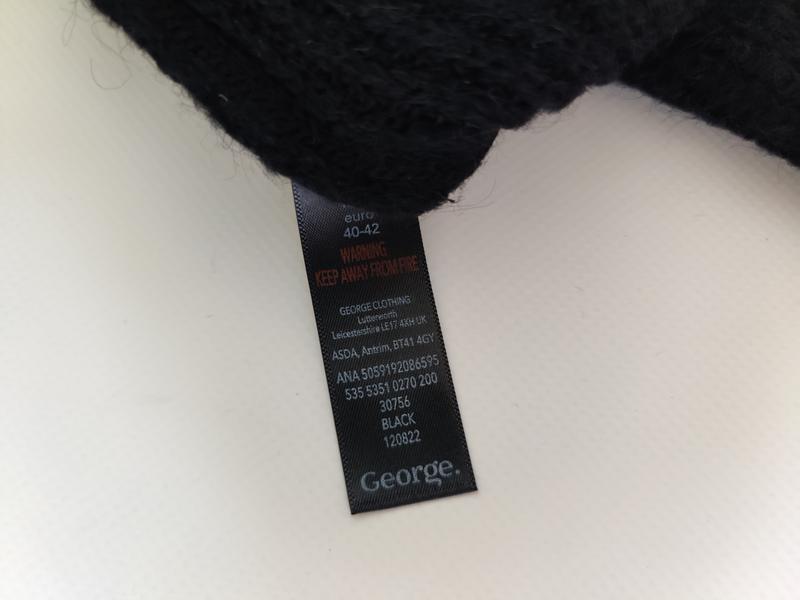 euro
40-42
WARNING
KEEP AWAY FROM FIRE
GEORGE CLOTHING
Lutterworth
Leicestershire LE17 4XH UK
ASDA, Antrim, BT41 4GY
ANA 5059192086595
535 5351 0270 200
30756
BLACK
120822
George.